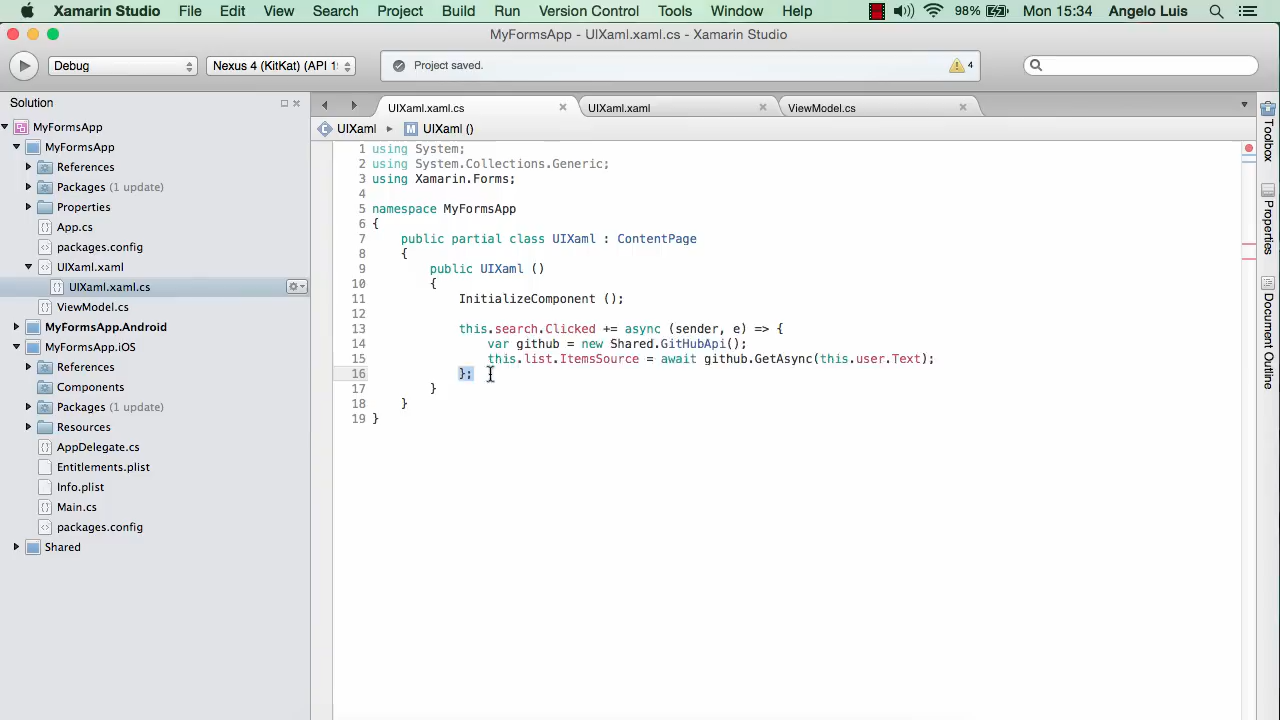 Xamarin Studio File Edit View Search Project Build Run Version Control Tools Window Help 98% Mon 15:34 Angelo Luis
MyFormsApp - UIXaml.xaml.cs - Xamarin Studio
Debug Nexus 4 (KitKat) (API 1 Project saved. 4
Solution
MyFormsApp
MyFormsApp
References
Packages (1 update)
Properties
App.cs
packages.config
UIXaml.xaml
UIXaml.xaml.cs
ViewModel.cs
MyFormsApp.Android
MyFormsApp.iOS
References
Components
Packages (1 update)
Resources
AppDelegate.cs
Entitlements.plist
Info.plist
Main.cs
packages.config
Shared
UIXaml.xaml.cs UIXaml.xaml ViewModel.cs
UIXaml UIXaml ()
1 using System;
2 using System.Collections.Generic;
3 using Xamarin.Forms;
4
5 namespace MyFormsApp
6 {
7 public partial class UIXaml : ContentPage
8 {
9 public UIXaml ()
10 {
11 InitializeComponent ();
12
13 this.search.Clicked += async (sender, e) => {
14 var github = new Shared.GitHubApi();
15 this.list.ItemsSource = await github.GetAsync(this.user.Text);
16 };
17 }
18 }
19 }
Toolbox
Properties
Document Outline